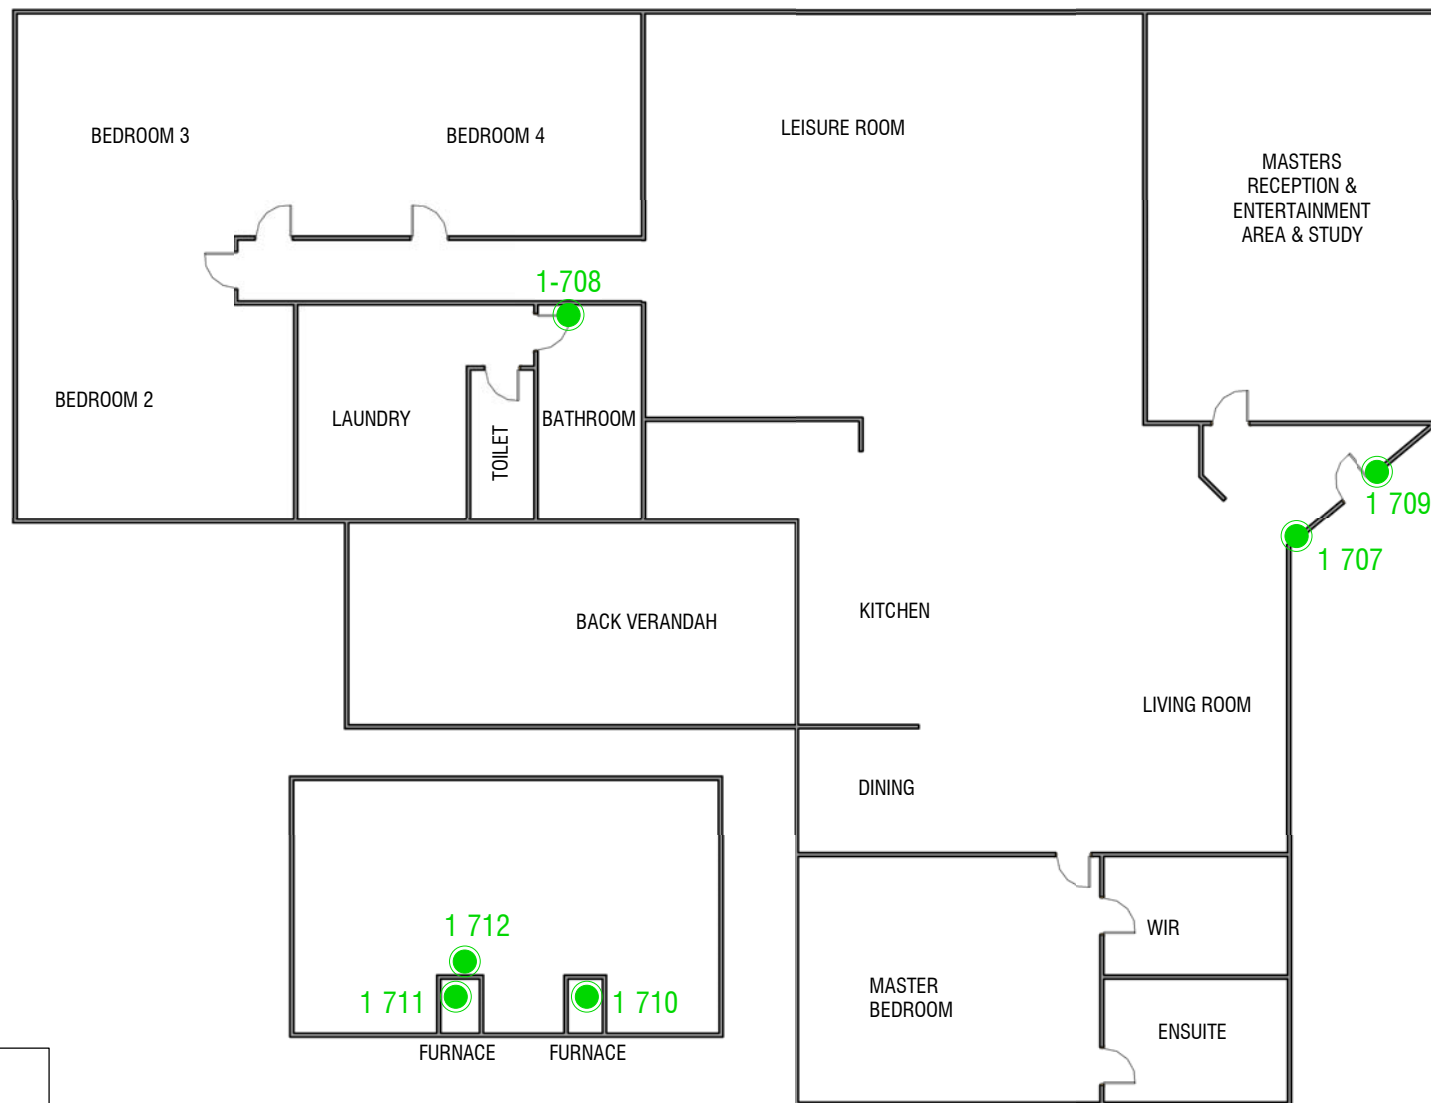 BEDROOM 3
BEDROOM 4
LEISURE ROOM
MASTERS
RECEPTION &
ENTERTAINMENT
AREA & STUDY
1-708
BEDROOM 2
LAUNDRY
TOILET
BATHROOM
1 709
1 707
BACK VERANDAH
KITCHEN
LIVING ROOM
DINING
1 712
1 711
1 710
FURNACE
FURNACE
WIR
MASTER
BEDROOM
ENSUITE